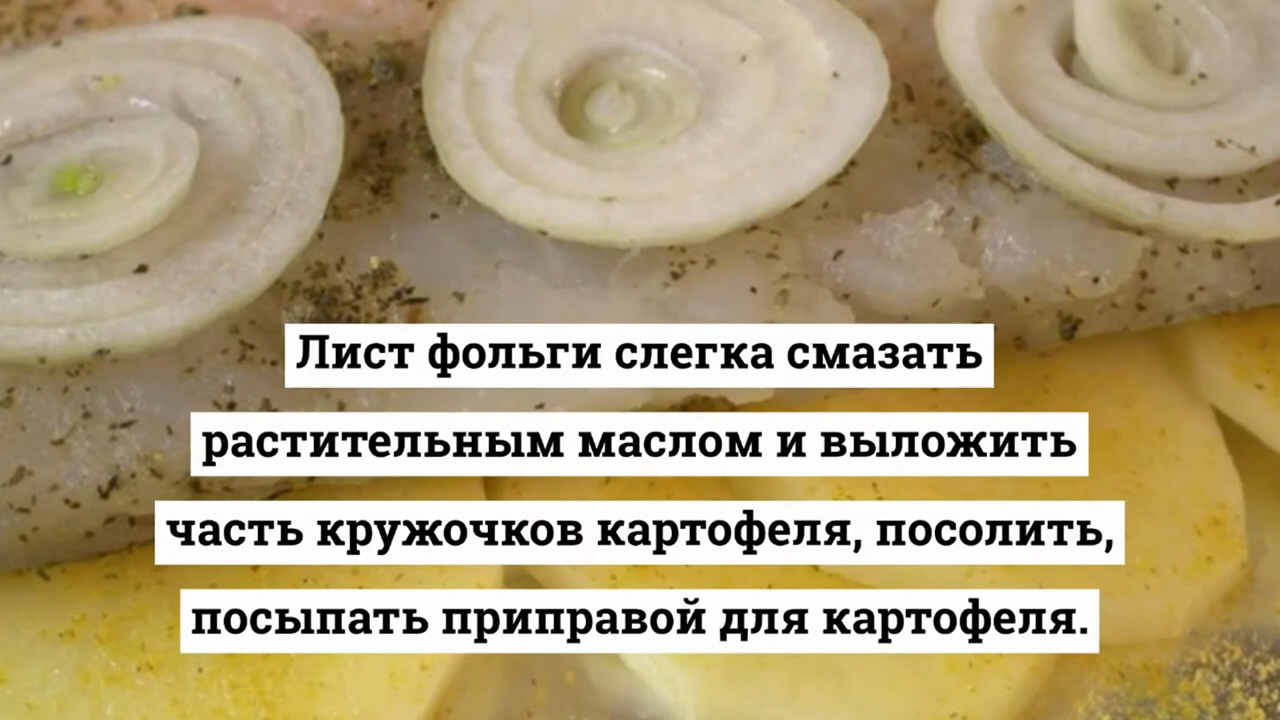 Лист фольги слегка смазать
растительным маслом и выложить
часть кружочков картофеля, посолить,
посыпать приправой для картофеля.